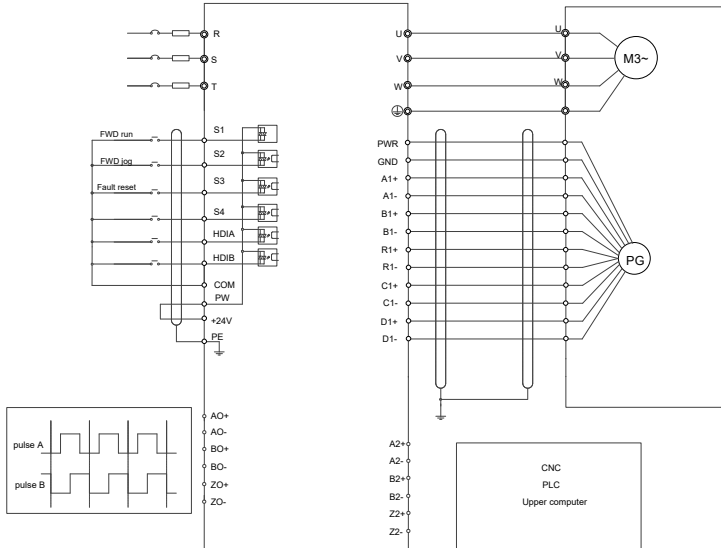 R
S
T
U
V
W
U
V
W
M3~
S1
FWD run
S2
FWD jog
S3
Fault reset
S4
HDIA
HDIB
COM
PW
+24V
PE
PWR
GND
A1+
A1-
B1+
B1-
R1+
R1-
C1+
C1-
D1+
D1-
PG
pulse A
pulse B
AO+
AO-
BO+
BO-
ZO+
ZO-
A2+
A2-
B2+
B2-
Z2+
Z2-
CNC
PLC
Upper computer